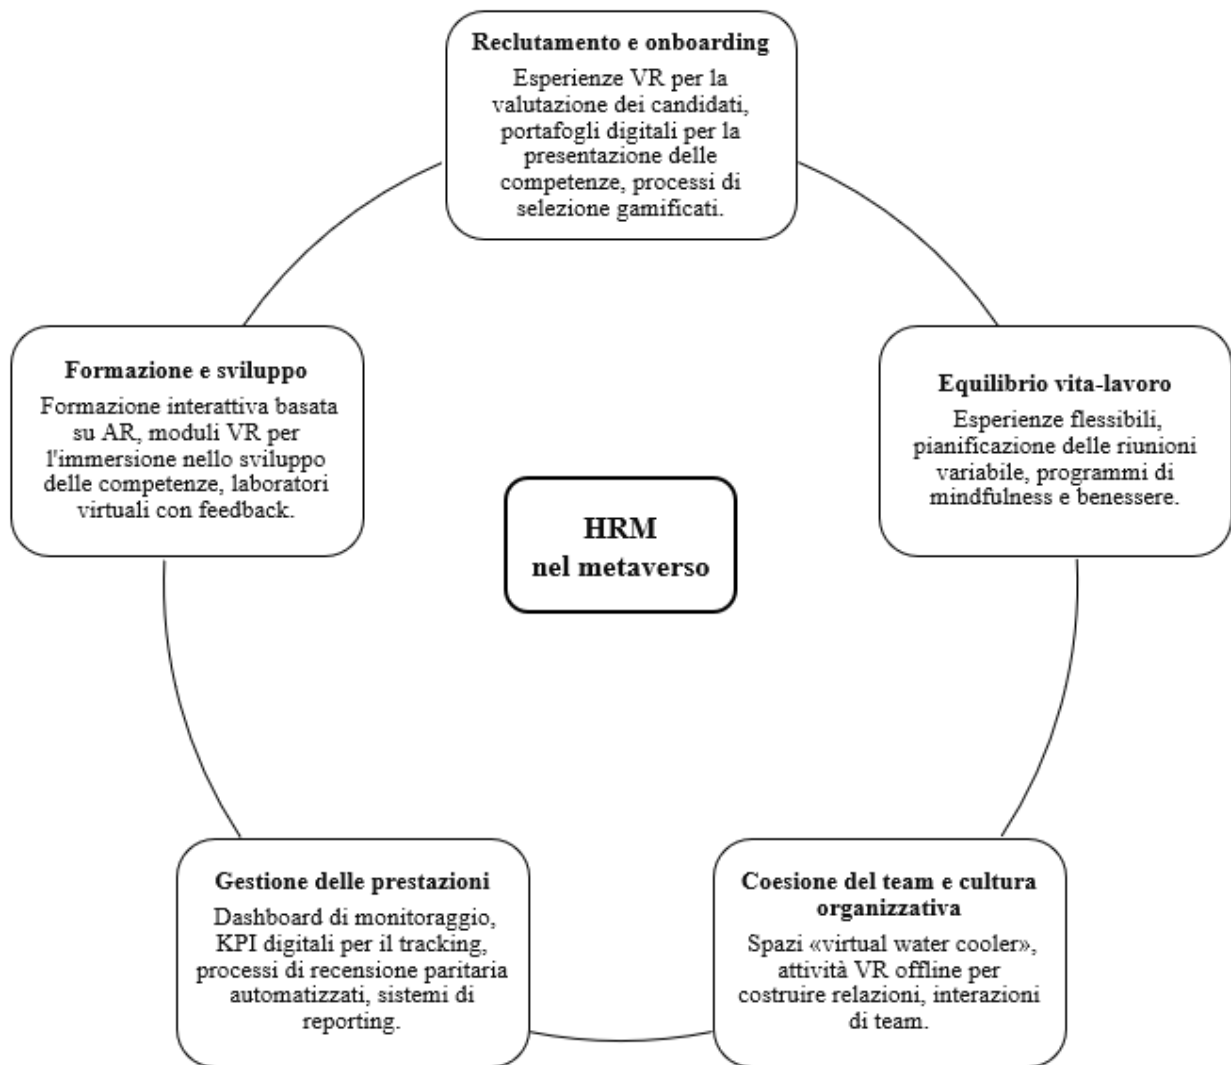 Reclutamento e onboarding
Esperienze VR per la
valutazione dei candidati,
portafogli digitali per la
presentazione delle
competenze, processi di
selezione gamificati.
Formazione e sviluppo
Formazione interattiva basata
su AR, moduli VR per
l'immersione nello sviluppo
delle competenze, laboratori
virtuali con feedback.
Equilibrio vita-lavoro
Esperienze flessibili,
pianificazione delle riunioni
variabile, programmi di
mindfulness e benessere.
HRM
nel metaverso
Gestione delle prestazioni
Dashboard di monitoraggio,
KPI digitali per il tracking,
processi di recensione paritaria
automatizzati, sistemi di
reporting.
Coesione del team e cultura
organizzativa
Spazi «virtual water cooler»,
attività VR offline per
costruire relazioni, interazioni
di team.